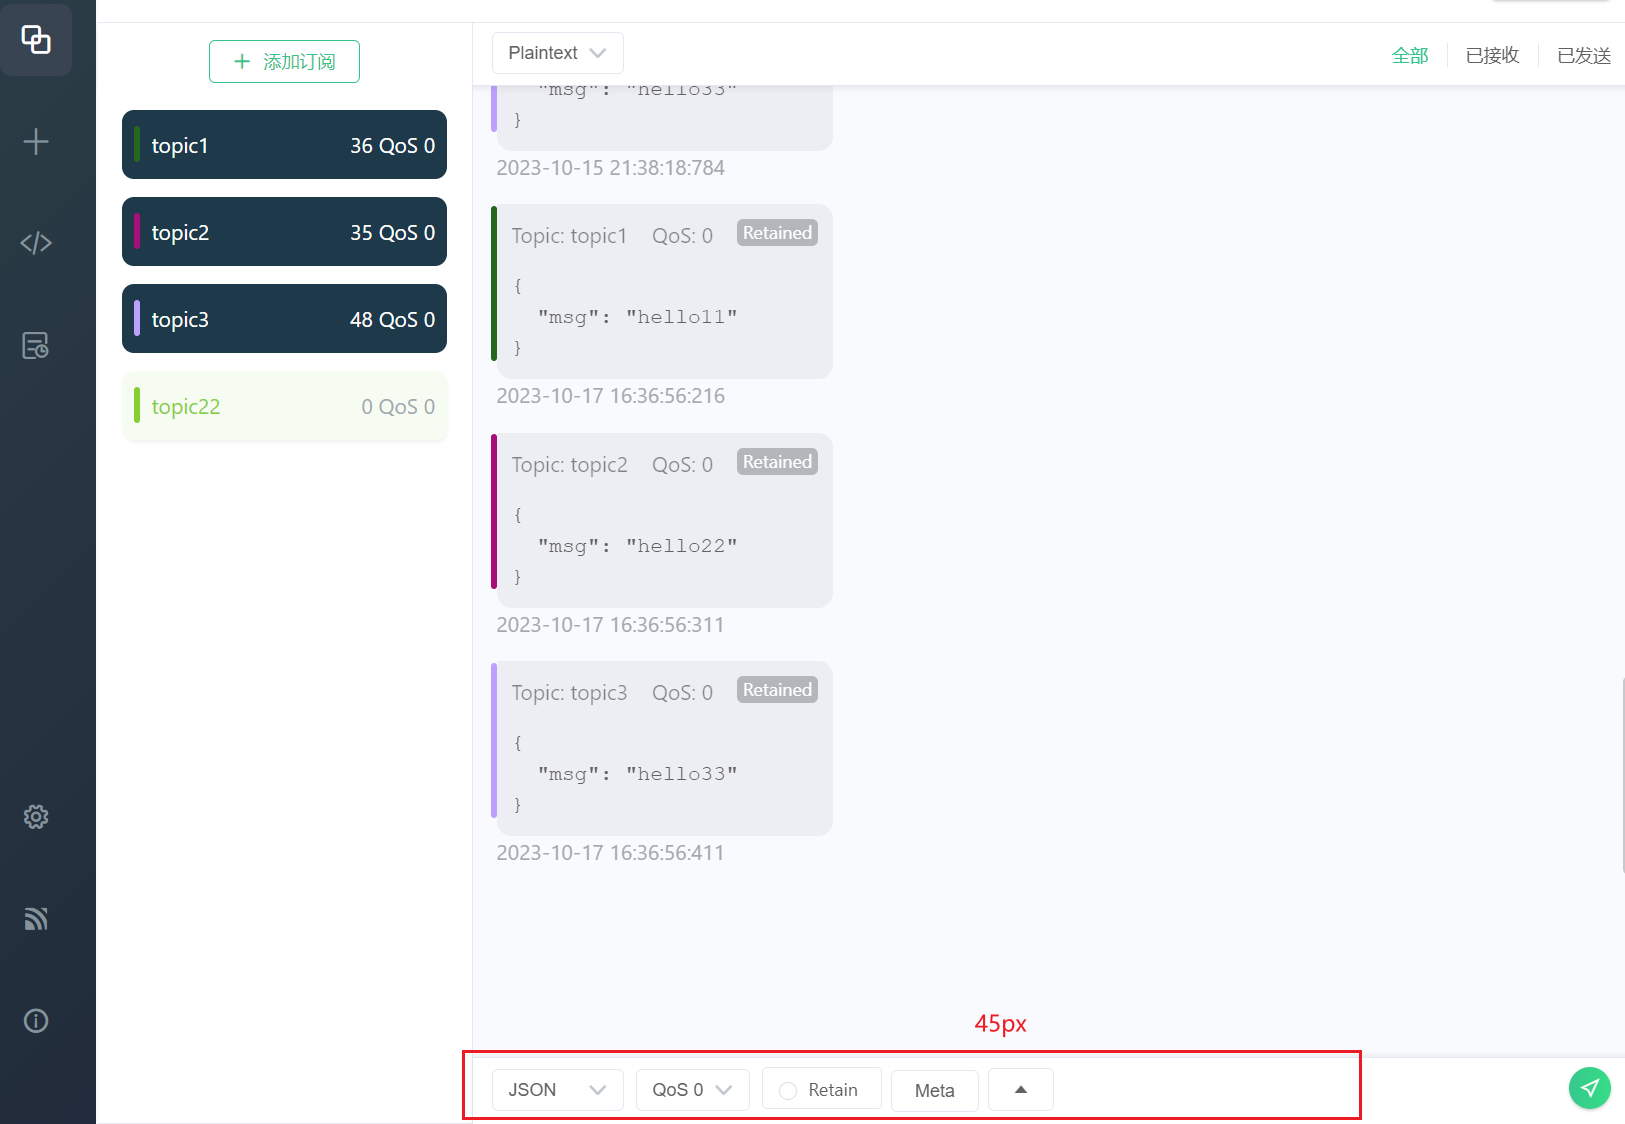 添加订阅
topic1 36 QoS 0
topic2 35 QoS 0
topic3 48 QoS 0
topic22 0 QoS 0
Plaintext 全部 已接收 已发送
"msg": "hello33"
}
2023-10-15 21:38:18:784
Topic: topic1 QoS: 0 Retained
{
"msg": "hello11"
}
2023-10-17 16:36:56:216
Topic: topic2 QoS: 0 Retained
{
"msg": "hello22"
}
2023-10-17 16:36:56:311
Topic: topic3 QoS: 0 Retained
{
"msg": "hello33"
}
2023-10-17 16:36:56:411
45px
JSON QoS 0 Retain Meta